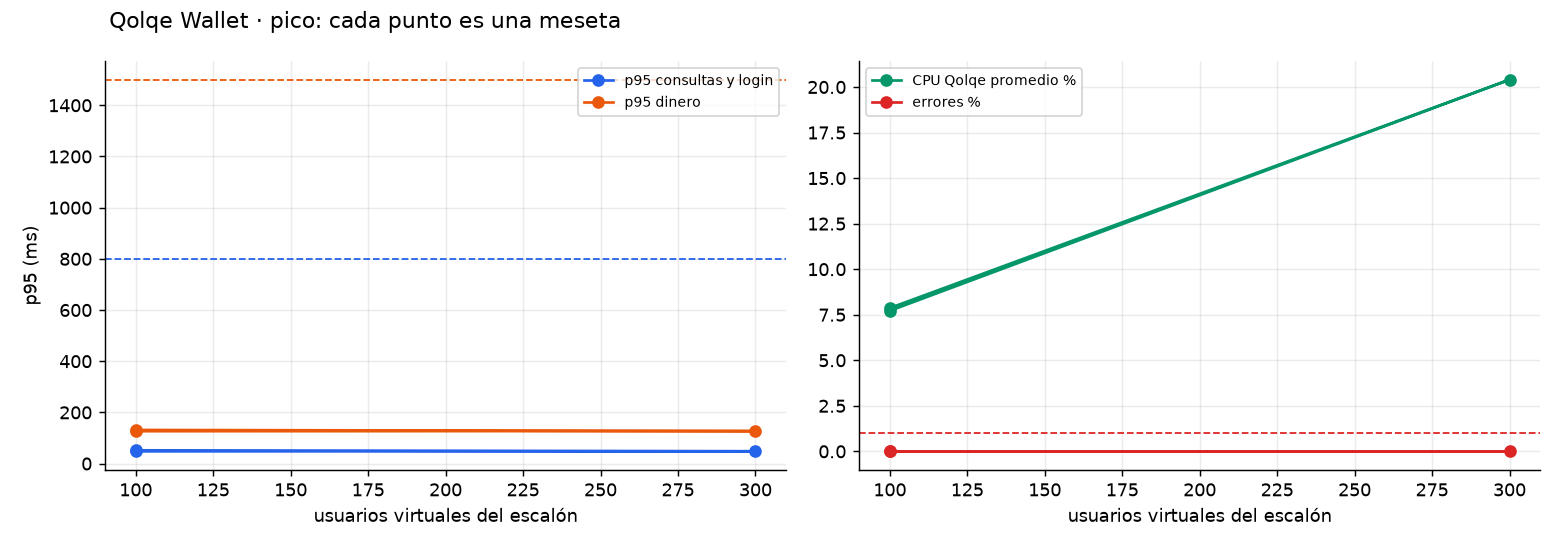 Qolqe Wallet · pico: cada punto es una meseta
p95 (ms)
1400
1200
1000
800
600
400
200
0
p95 consultas y login
p95 dinero
100 125 150 175 200 225 250 275 300
usuarios virtuales del escalón
20.0
17.5
15.0
12.5
10.0
7.5
5.0
2.5
0.0
CPU Qolqe promedio %
errores %
100 125 150 175 200 225 250 275 300
usuarios virtuales del escalón